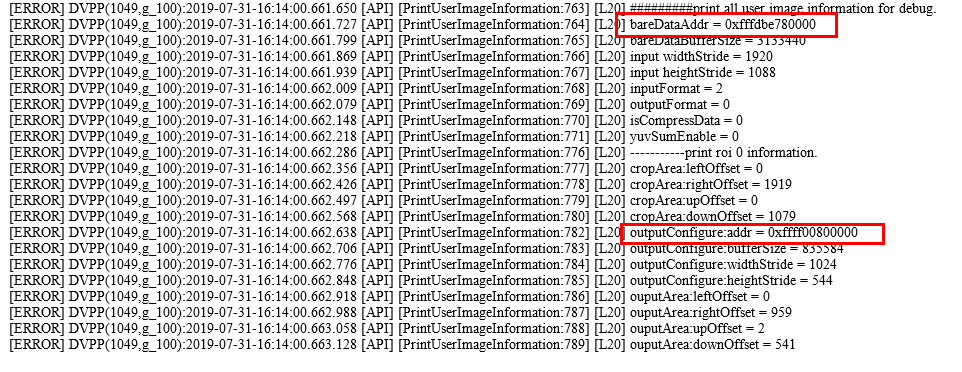 [ERROR] DVPP(1049,g_100):2019-07-31-16:14:00.661.650 [API] [PrintUserImageInformation:763] [L20] #########print all user image information for debug.
[ERROR] DVPP(1049,g_100):2019-07-31-16:14:00.661.727 [API] [PrintUserImageInformation:764] [L20] bareDataAddr = 0xfffdbe780000
[ERROR] DVPP(1049,g_100):2019-07-31-16:14:00.661.799 [API] [PrintUserImageInformation:765] [L20] bareDataBufferSize = 3133440
[ERROR] DVPP(1049,g_100):2019-07-31-16:14:00.661.869 [API] [PrintUserImageInformation:766] [L20] input widthStride = 1920
[ERROR] DVPP(1049,g_100):2019-07-31-16:14:00.661.939 [API] [PrintUserImageInformation:767] [L20] input heightStride = 1088
[ERROR] DVPP(1049,g_100):2019-07-31-16:14:00.662.009 [API] [PrintUserImageInformation:768] [L20] inputFormat = 2
[ERROR] DVPP(1049,g_100):2019-07-31-16:14:00.662.079 [API] [PrintUserImageInformation:769] [L20] outputFormat = 0
[ERROR] DVPP(1049,g_100):2019-07-31-16:14:00.662.148 [API] [PrintUserImageInformation:770] [L20] isCompressData = 0
[ERROR] DVPP(1049,g_100):2019-07-31-16:14:00.662.218 [API] [PrintUserImageInformation:771] [L20] yuvSumEnable = 0
[ERROR] DVPP(1049,g_100):2019-07-31-16:14:00.662.286 [API] [PrintUserImageInformation:776] [L20] -----------print roi 0 information.
[ERROR] DVPP(1049,g_100):2019-07-31-16:14:00.662.356 [API] [PrintUserImageInformation:777] [L20] cropArea:leftOffset = 0
[ERROR] DVPP(1049,g_100):2019-07-31-16:14:00.662.426 [API] [PrintUserImageInformation:778] [L20] cropArea:rightOffset = 1919
[ERROR] DVPP(1049,g_100):2019-07-31-16:14:00.662.497 [API] [PrintUserImageInformation:779] [L20] cropArea:upOffset = 0
[ERROR] DVPP(1049,g_100):2019-07-31-16:14:00.662.568 [API] [PrintUserImageInformation:780] [L20] cropArea:downOffset = 1079
[ERROR] DVPP(1049,g_100):2019-07-31-16:14:00.662.638 [API] [PrintUserImageInformation:782] [L20] outputConfigure:addr = 0xffff00800000
[ERROR] DVPP(1049,g_100):2019-07-31-16:14:00.662.706 [API] [PrintUserImageInformation:783] [L20] outputConfigure:bufferSize = 835584
[ERROR] DVPP(1049,g_100):2019-07-31-16:14:00.662.776 [API] [PrintUserImageInformation:784] [L20] outputConfigure:widthStride = 1024
[ERROR] DVPP(1049,g_100):2019-07-31-16:14:00.662.848 [API] [PrintUserImageInformation:785] [L20] outputConfigure:heightStride = 544
[ERROR] DVPP(1049,g_100):2019-07-31-16:14:00.662.918 [API] [PrintUserImageInformation:786] [L20] ouputArea:leftOffset = 0
[ERROR] DVPP(1049,g_100):2019-07-31-16:14:00.662.988 [API] [PrintUserImageInformation:787] [L20] ouputArea:rightOffset = 959
[ERROR] DVPP(1049,g_100):2019-07-31-16:14:00.663.058 [API] [PrintUserImageInformation:788] [L20] ouputArea:upOffset = 2
[ERROR] DVPP(1049,g_100):2019-07-31-16:14:00.663.128 [API] [PrintUserImageInformation:789] [L20] ouputArea:downOffset = 541